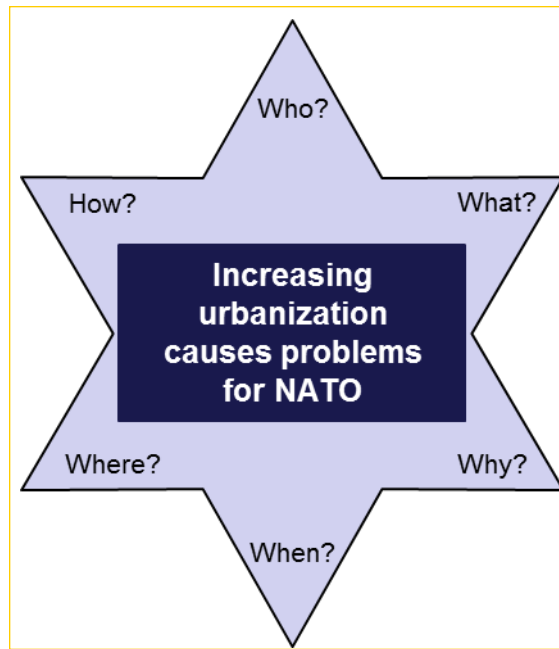 Who?
How?
What?
Increasing
urbanization
causes problems
for NATO
Where?
Why?
When?